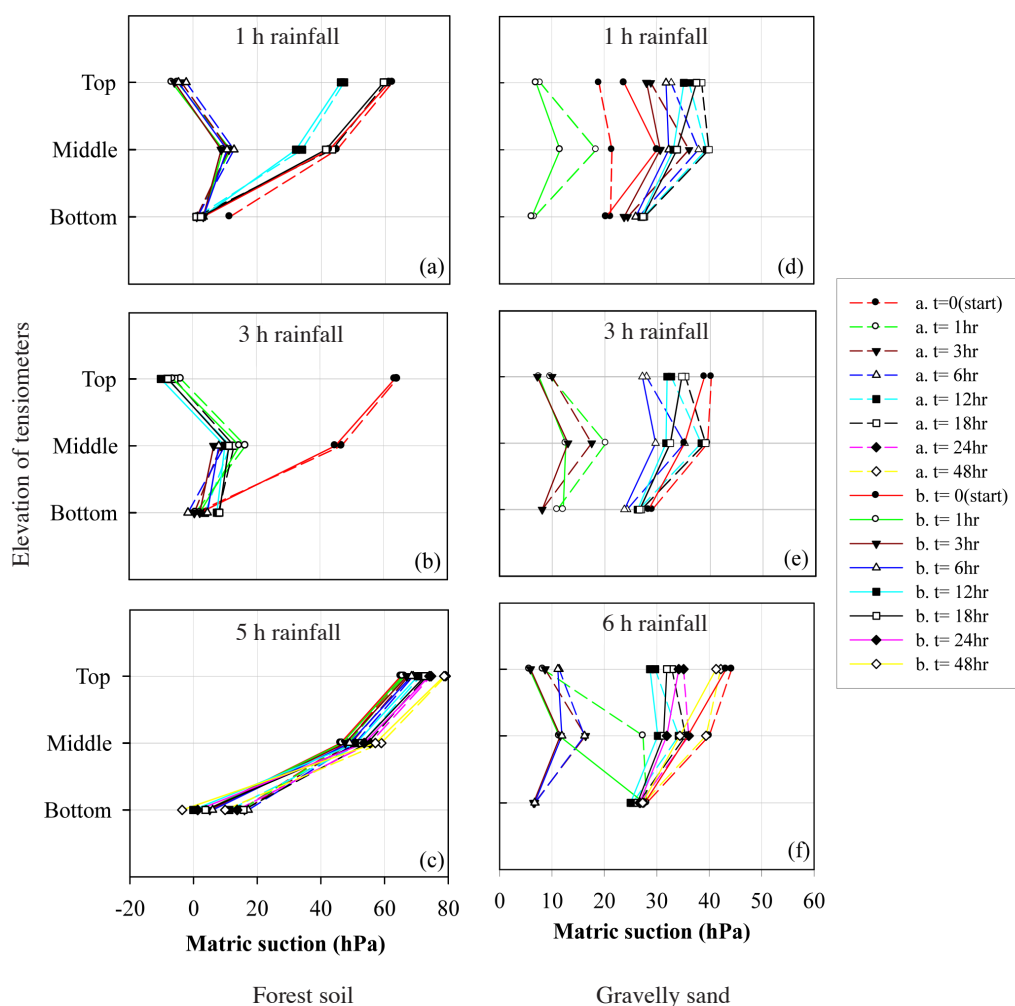 1 h rainfall
Top
Middle
Bottom
(a)
1 h rainfall
(d)
3 h rainfall
Top
Middle
Bottom
(b)
3 h rainfall
(e)
5 h rainfall
Top
Middle
Bottom
(c)
-20 0 20 40 60 80
Matric suction (hPa)
Forest soil
6 h rainfall
(f)
0 10 20 30 40 50 60
Matric suction (hPa)
Gravelly sand
Elevation of tensiometers
a. t=0(start)
a. t= 1hr
a. t= 3hr
a. t= 6hr
a. t= 12hr
a. t= 18hr
a. t= 24hr
a. t= 48hr
b. t= 0(start)
b. t= 1hr
b. t= 3hr
b. t= 6hr
b. t= 12hr
b. t= 18hr
b. t= 24hr
b. t= 48hr